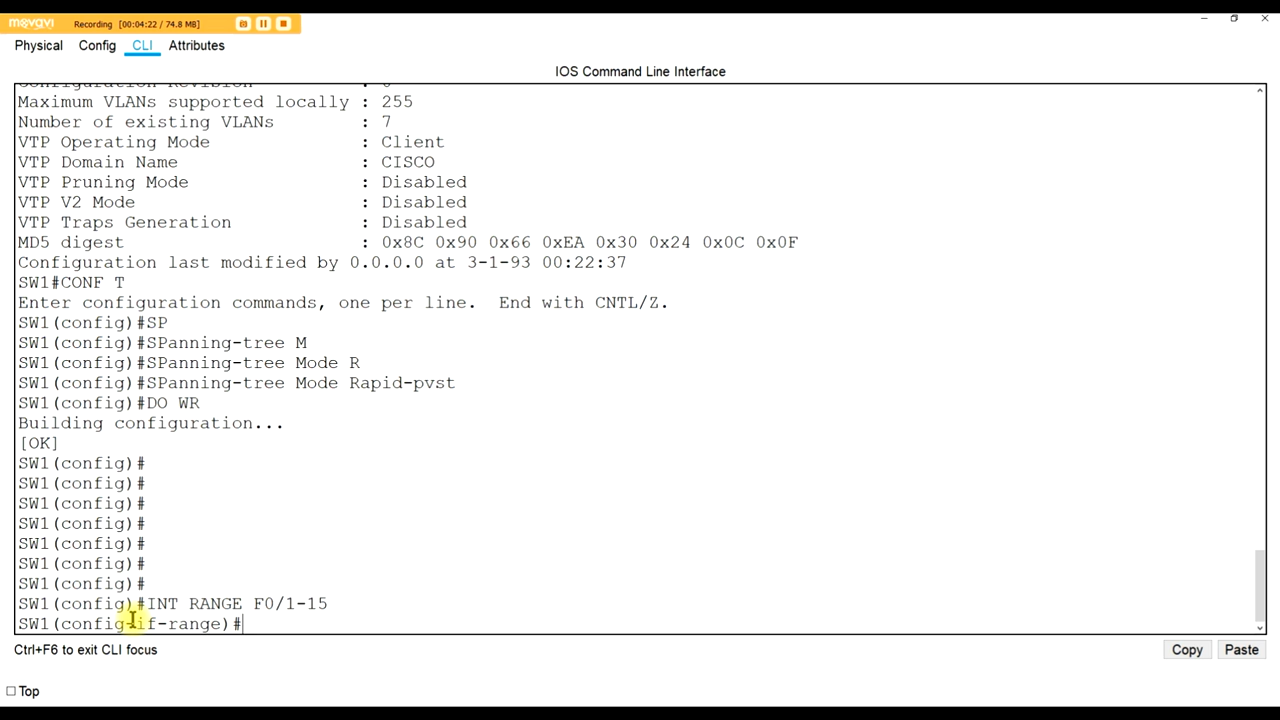 movavi Recording [00:04:22 / 74.8 MB]
Physical Config CLI Attributes
IOS Command Line Interface
Configuration Revision : 0
Maximum VLANs supported locally : 255
Number of existing VLANs : 7
VTP Operating Mode : Client
VTP Domain Name : CISCO
VTP Pruning Mode : Disabled
VTP V2 Mode : Disabled
VTP Traps Generation : Disabled
MD5 digest : 0x8C 0x90 0x66 0xEA 0x30 0x24 0x0C 0x0F
Configuration last modified by 0.0.0.0 at 3-1-93 00:22:37
SW1#CONF T
Enter configuration commands, one per line. End with CNTL/Z.
SW1(config)#SP
SW1(config)#SPanning-tree M
SW1(config)#SPanning-tree Mode R
SW1(config)#SPanning-tree Mode Rapid-pvst
SW1(config)#DO WR
Building configuration...
[OK]
SW1(config)#
SW1(config)#
SW1(config)#
SW1(config)#
SW1(config)#
SW1(config)#
SW1(config)#
SW1(config)#INT RANGE F0/1-15
SW1(config-if-range)#
Ctrl+F6 to exit CLI focus
Copy Paste
Top